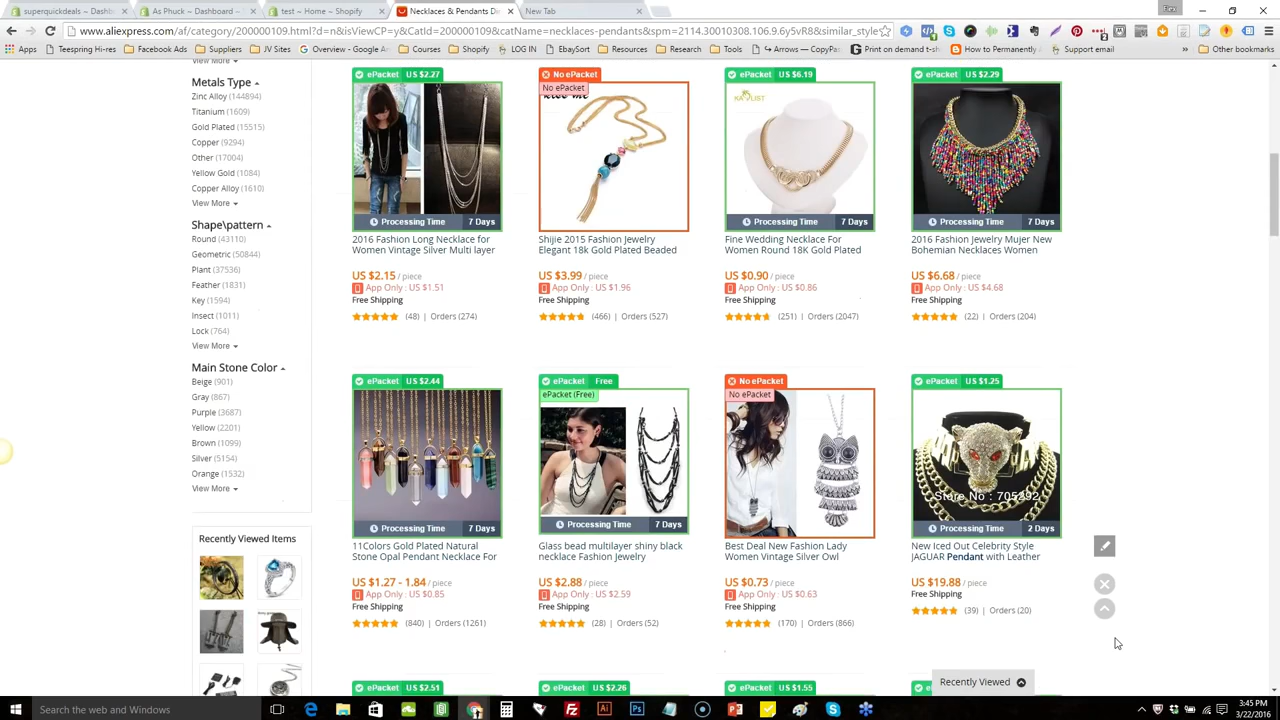 superquickdeals – Dashb
As Phuck – Dashboard –
test – Home – Shopify
Necklaces & Pendants Di
New Tab
Flex
www.aliexpress.com/af/category/200000109.html?d=n&isViewCP=y&CatId=200000109&catName=necklaces-pendants&spm=2114.30010308.106.9.6y5vR8&similar_style
Apps
Teespring Hi-res
Facebook Ads
Suppliers
JV Sites
Overview - Google An
Courses
Shopify
LOG IN
EbaySort
Resources
Research
Tools
Arrows — CopyPas
Print on demand t-sh
How to Permanently
Support email
Other bookmarks
View More
Metals Type
Zinc Alloy (144894)
Titanium (1609)
Gold Plated (15515)
Copper (9294)
Other (17004)
Yellow Gold (1084)
Copper Alloy (1610)
View More
Shape\pattern
Round (43110)
Geometric (50844)
Plant (37536)
Feather (1831)
Key (1594)
Insect (1011)
Lock (764)
View More
Main Stone Color
Beige (901)
Gray (867)
Purple (3687)
Yellow (2201)
Brown (1099)
Silver (5154)
Orange (1532)
View More
Recently Viewed Items
ePacket US $2.27
Processing Time 7 Days
2016 Fashion Long Necklace for
Women Vintage Silver Multi layer
US $2.15 / piece
App Only : US $1.51
Free Shipping
(48) | Orders (274)
No ePacket
No ePacket
Shijie 2015 Fashion Jewelry
Elegant 18k Gold Plated Beaded
US $3.99 / piece
App Only : US $1.96
Free Shipping
(466) | Orders (527)
ePacket US $6.19
Processing Time 7 Days
Fine Wedding Necklace For
Women Round 18K Gold Plated
US $0.90 / piece
App Only : US $0.86
Free Shipping
(251) | Orders (2047)
ePacket US $2.29
Processing Time 7 Days
2016 Fashion Jewelry Mujer New
Bohemian Necklaces Women
US $6.68 / piece
App Only : US $4.68
Free Shipping
(22) | Orders (204)
ePacket US $2.44
Processing Time 7 Days
11Colors Gold Plated Natural
Stone Opal Pendant Necklace For
US $1.27 - 1.84 / piece
App Only : US $0.85
Free Shipping
(840) | Orders (1261)
ePacket Free
ePacket (Free)
Processing Time 7 Days
Glass bead multilayer shiny black
necklace Fashion Jewelry
US $2.88 / piece
App Only : US $2.59
Free Shipping
(28) | Orders (52)
No ePacket
No ePacket
Best Deal New Fashion Lady
Women Vintage Silver Owl
US $0.73 / piece
App Only : US $0.63
Free Shipping
(170) | Orders (866)
ePacket US $1.25
Store No : 705292
Processing Time 2 Days
New Iced Out Celebrity Style
JAGUAR Pendant with Leather
US $19.88 / piece
Free Shipping
(39) | Orders (20)
ePacket US $2.51
ePacket US $2.26
ePacket US $1.55
Recently Viewed
Search the web and Windows
3:45 PM
3/22/2016